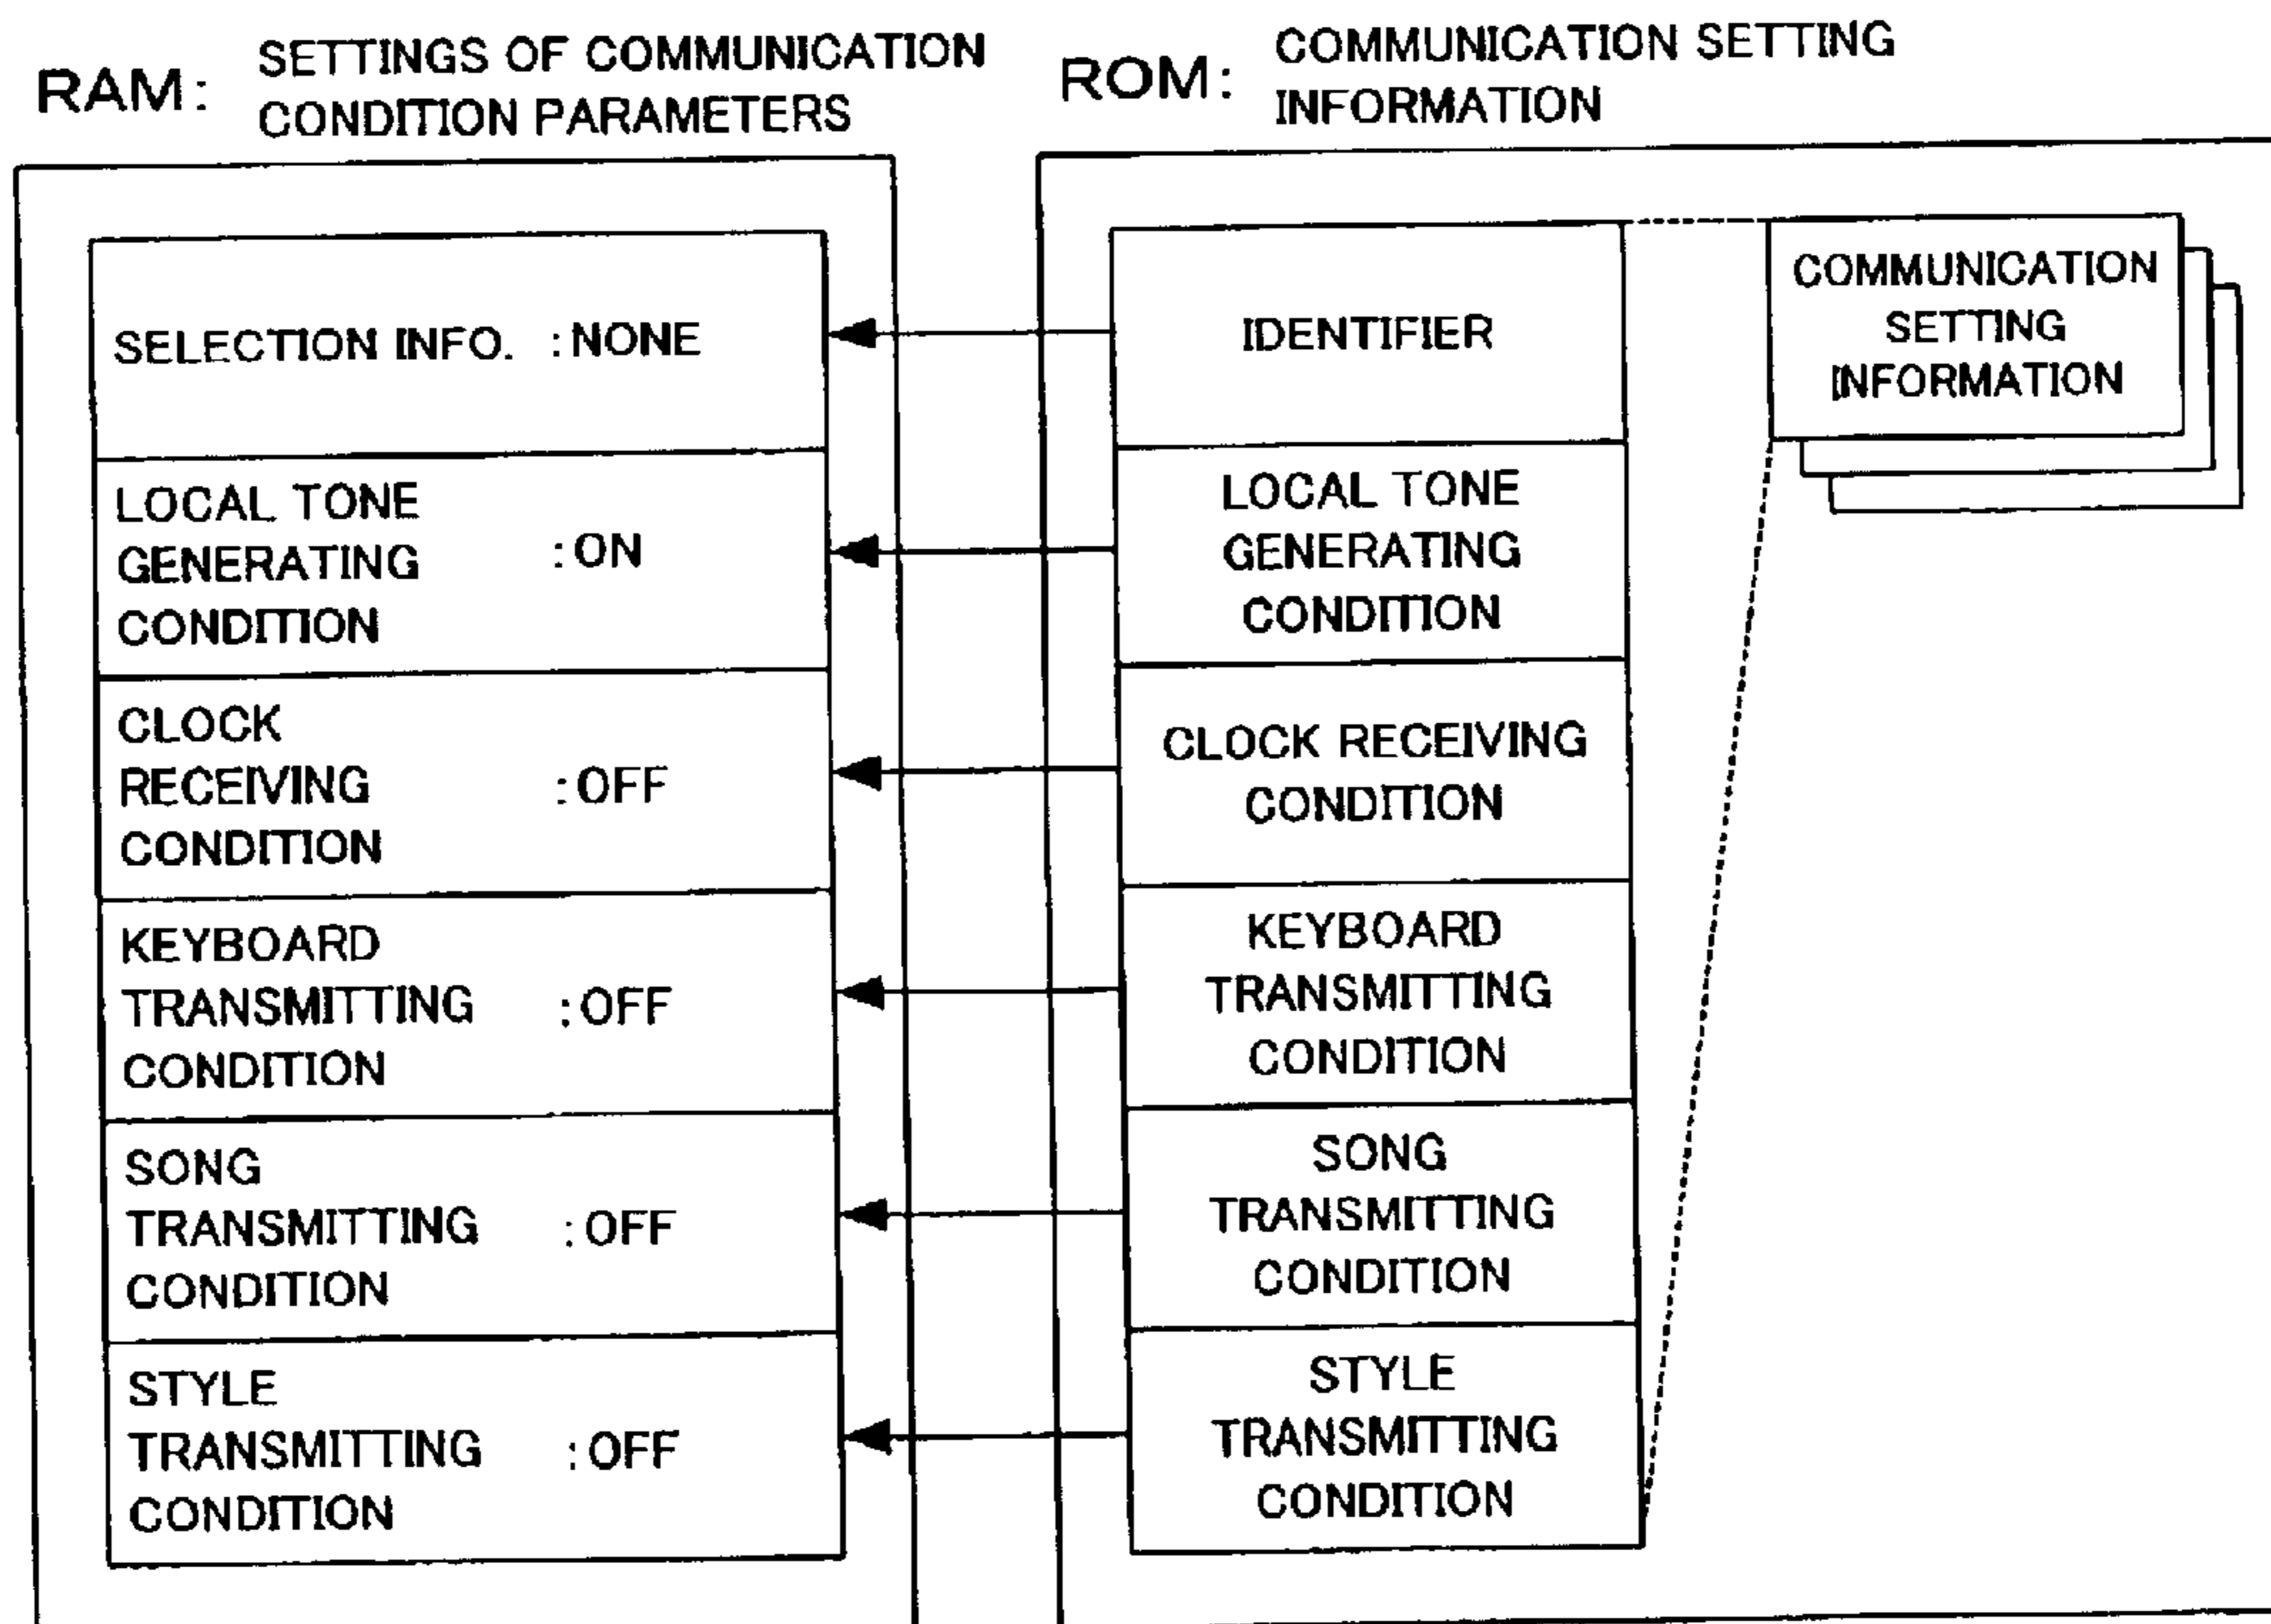 RAM: SETTINGS OF COMMUNICATION
CONDITION PARAMETERS
ROM: COMMUNICATION SETTING
INFORMATION
SELECTION INFO. :NONE
LOCAL TONE
GENERATING :ON
CONDITION
CLOCK
RECEIVING :OFF
CONDITION
KEYBOARD
TRANSMITTING :OFF
CONDITION
SONG
TRANSMITTING :OFF
CONDITION
STYLE
TRANSMITTING :OFF
CONDITION
IDENTIFIER
LOCAL TONE
GENERATING
CONDITION
CLOCK RECEIVING
CONDITION
KEYBOARD
TRANSMITTING
CONDITION
SONG
TRANSMITTING
CONDITION
STYLE
TRANSMITTING
CONDITION
COMMUNICATION
SETTING
INFORMATION